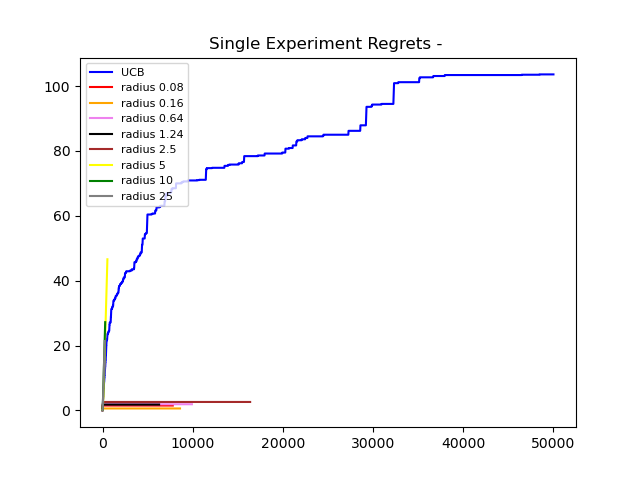 Single Experiment Regrets -
UCB
radius 0.08
radius 0.16
radius 0.64
radius 1.24
radius 2.5
radius 5
radius 10
radius 25
100
80
60
40
20
0
0 10000 20000 30000 40000 50000